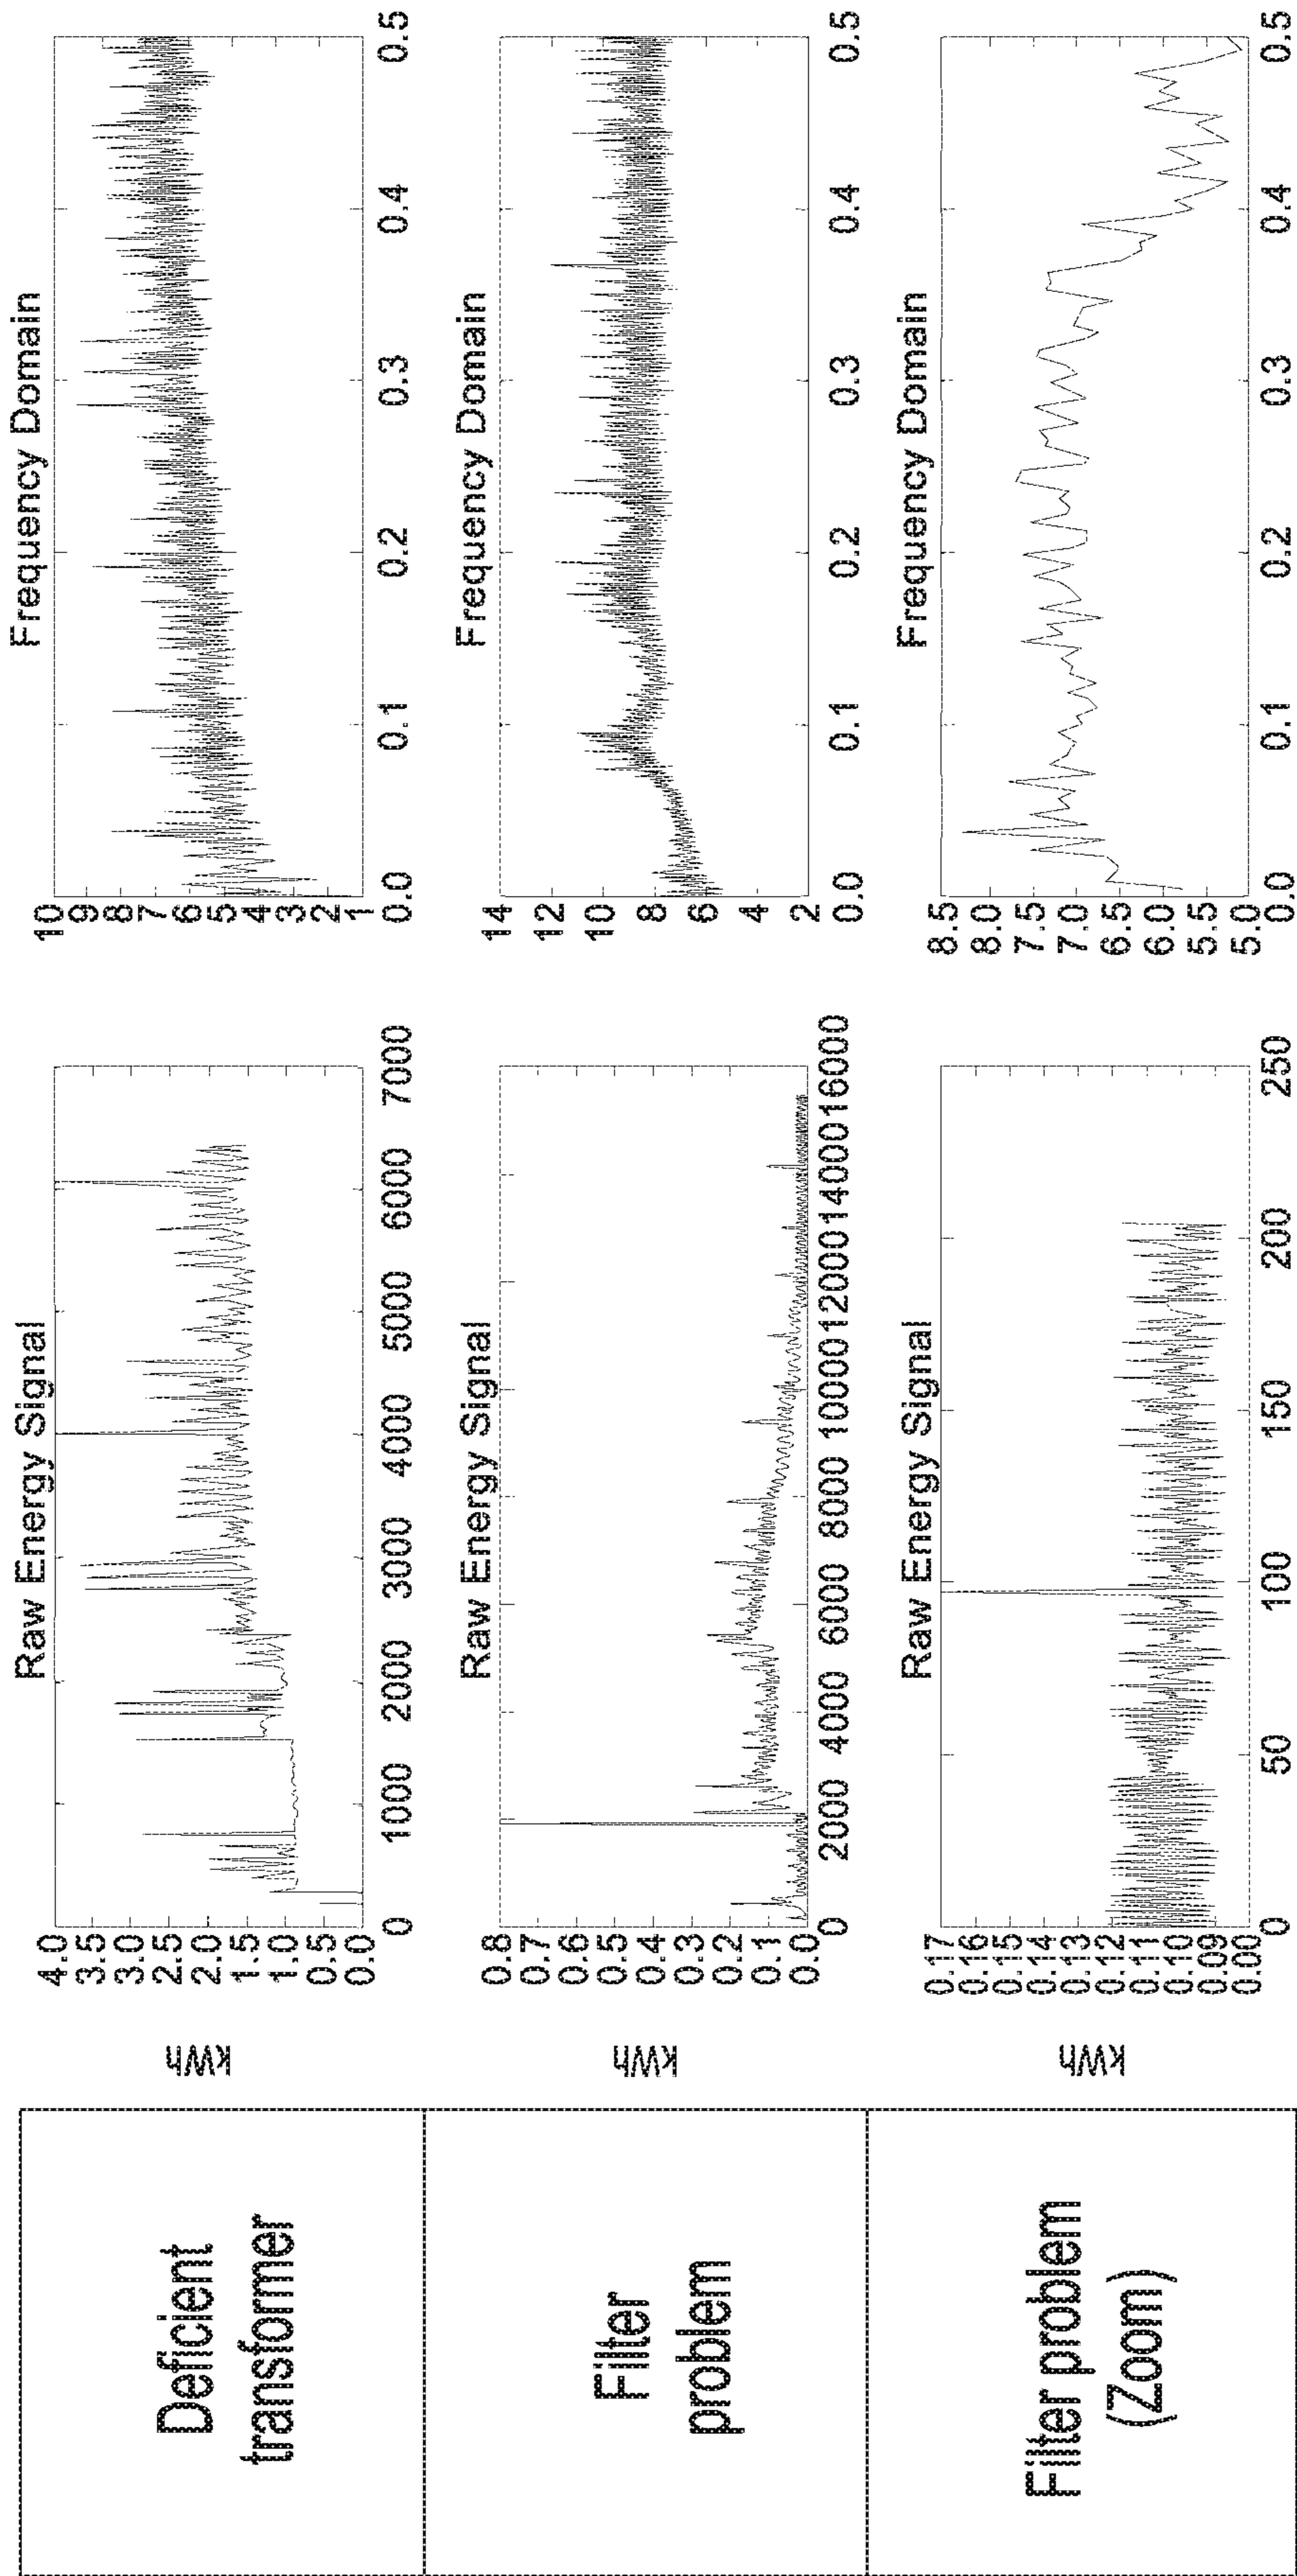 Deficient
transformer
kWh
Raw Energy Signal
4.0
3.5
3.0
2.5
2.0
1.5
1.0
0.5
0.0
0 1000 2000 3000 4000 5000 6000 7000
Frequency Domain
10
9
8
7
6
5
4
3
2
1
0.0 0.1 0.2 0.3 0.4 0.5
Filter
problem
kWh
Raw Energy Signal
0.8
0.7
0.6
0.5
0.4
0.3
0.2
0.1
0.0
0 2000 4000 6000 8000 10000 12000 14000 16000
Frequency Domain
14
12
10
8
6
4
2
0.0 0.1 0.2 0.3 0.4 0.5
Filter problem
(Zoom)
kWh
Raw Energy Signal
0.17
0.16
0.15
0.14
0.13
0.12
0.11
0.10
0.09
0.00
0 50 100 150 200 250
Frequency Domain
8.5
8.0
7.5
7.0
6.5
6.0
5.5
5.0
0.0 0.1 0.2 0.3 0.4 0.5